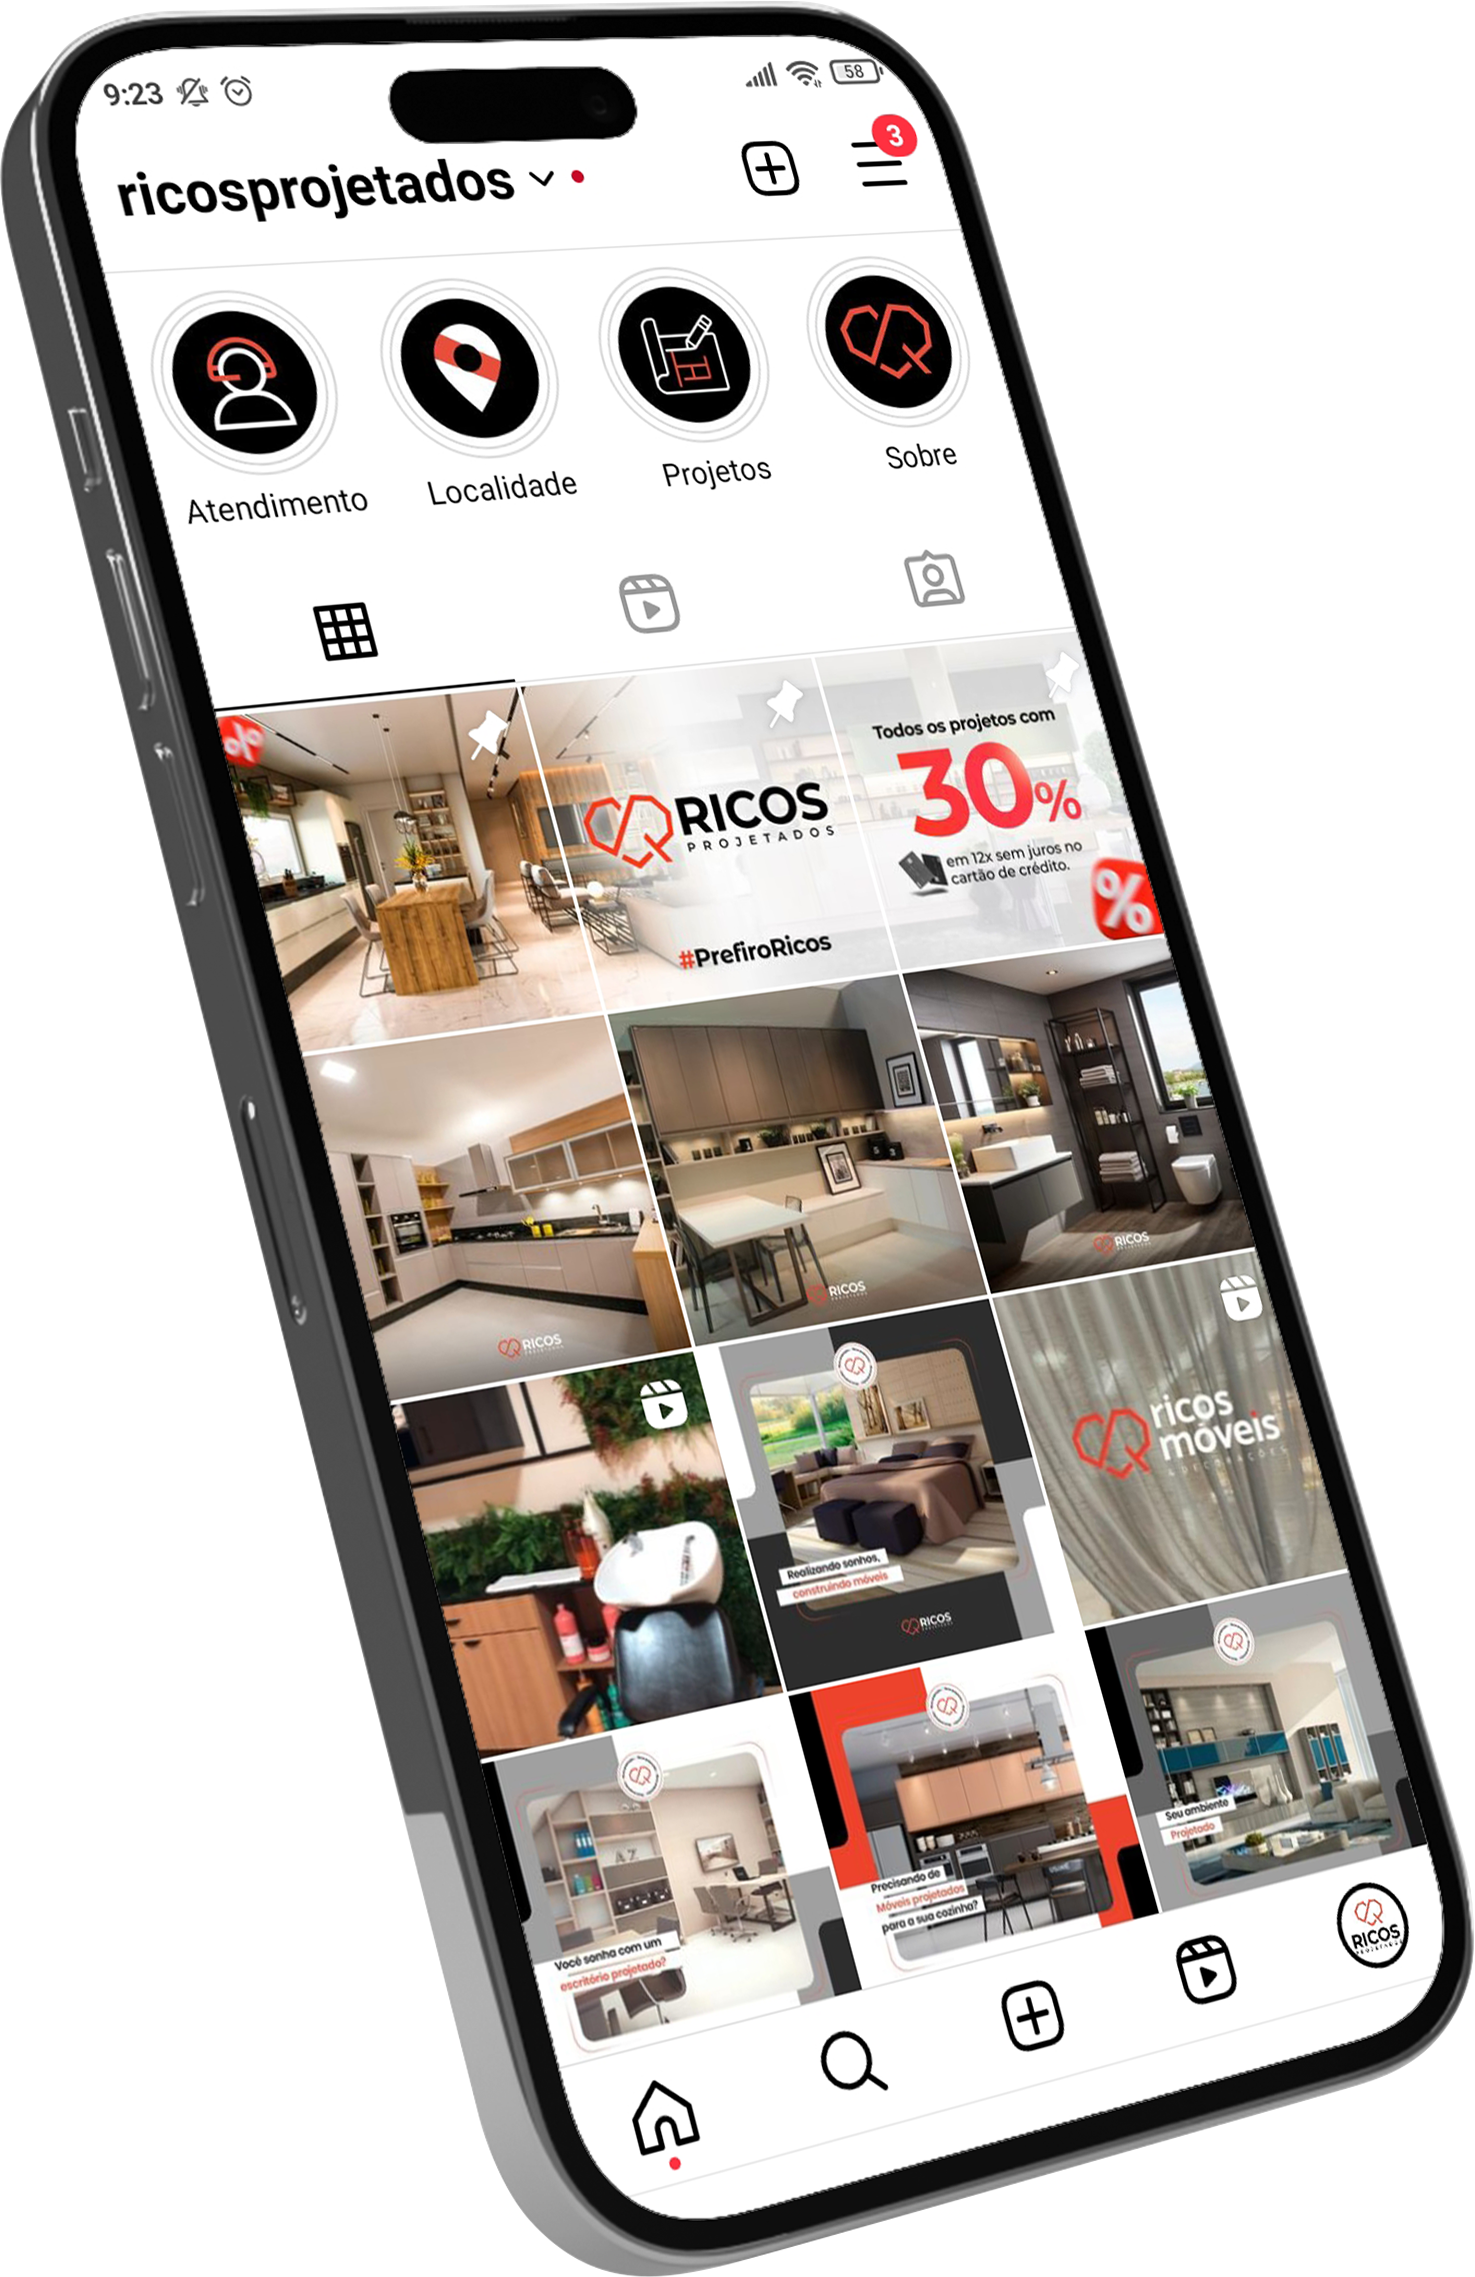 9:23
58
ricosprojetados
3
Atendimento
Localidade
Projetos
Sobre
%
RICOS
PROJETADOS
#PrefiroRicos
Todos os projetos com
30%
em 12x sem juros no
cartão de crédito.
%
RICOS
RICOS
RICOS
Realizando sonhos,
construindo móveis
RICOS
ricos
móveis
Você sonha com um
escritório projetado?
AZ
Precisando de
Móveis projetados
para a sua cozinha?
Seu ambiente
Projetado
RICOS